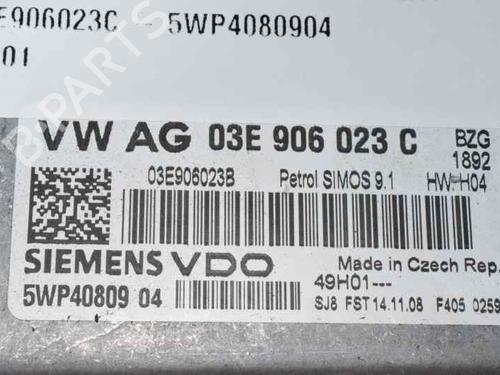 E906023C - 5WP4080904
01
VW AG 03E 906 023 C
BZG
1892
03E906023B Petrol SIMOS 9.1 HW-H04
SIEMENS VDO
Made in Czech Rep.
5WP40809 04
49H01---
SJ8 FST 14.11.08 F405 0259